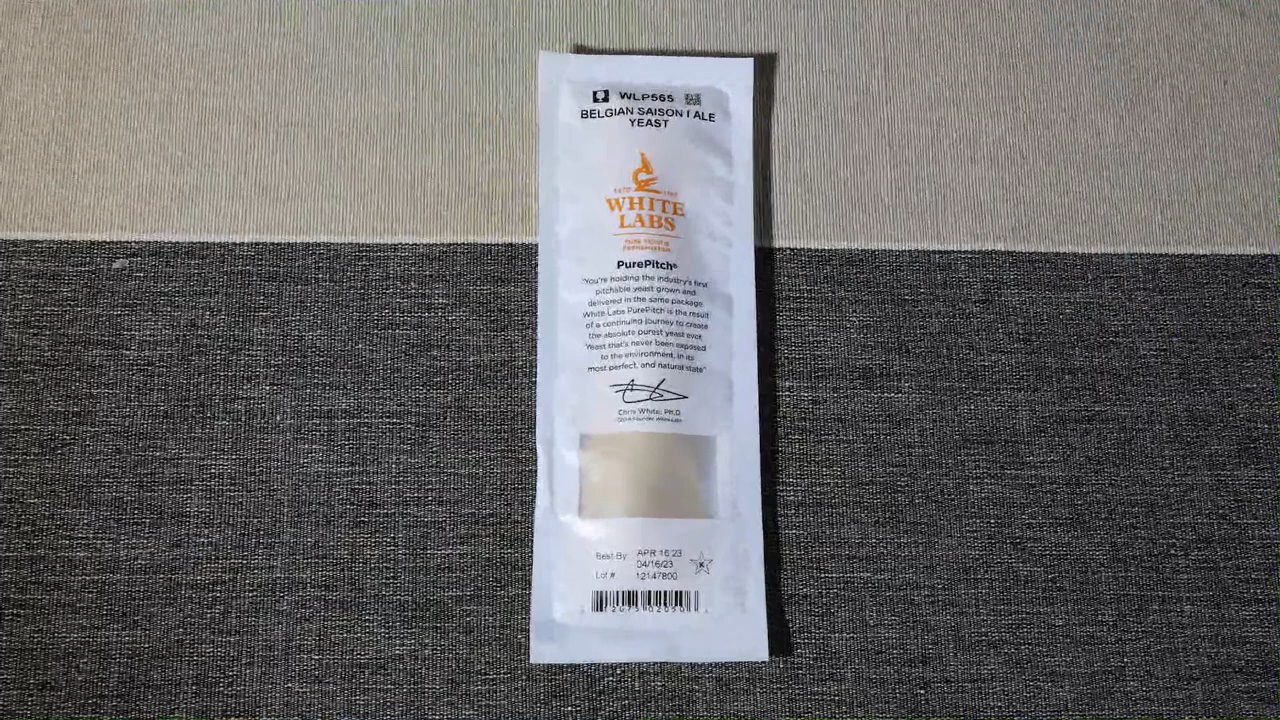 WLP565
BELGIAN SAISON I ALE
YEAST
WHITE
LABS
PURE YEAST &
FERMENTATION
PurePitch®
"You're holding the industry's first
pitchable yeast grown and
delivered in the same package.
White Labs PurePitch is the result
of a continuing journey to create
the absolute purest yeast ever.
Yeast that's never been exposed
to the environment, in its
most perfect, and natural state"
Chris White, Ph.D.
Best By: APR 16 23
04/16/23
Lot # 12147800
K